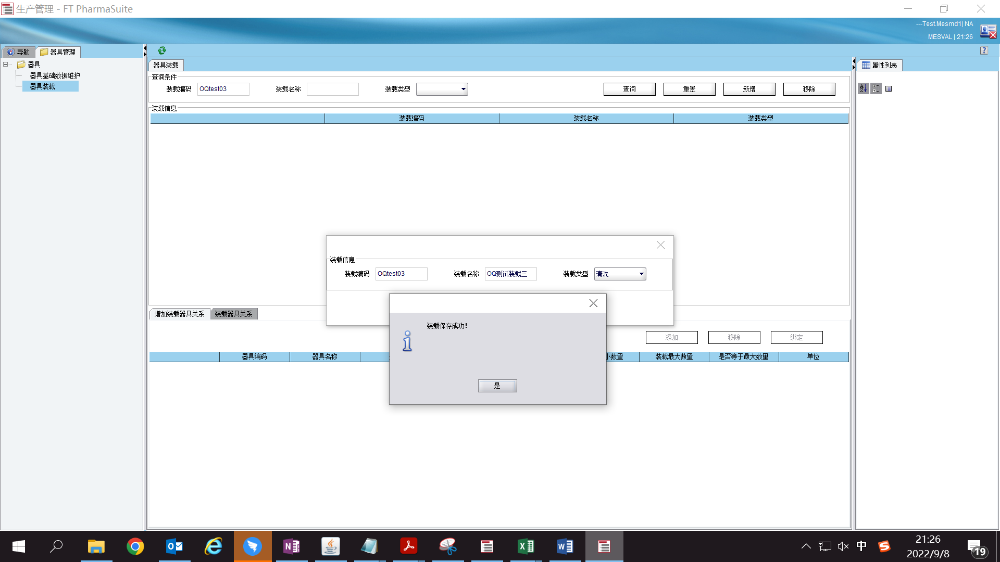 生产管理 - FT PharmaSuite
---Test.Mesmd1| NA
MESVAL | 21:26
导航
器具管理
器具
器具基础数据维护
器具装载
器具装载
属性列表
查询条件
装载编码 OQtest03 装载名称 装载类型 查询 重置 新增 移除
装载信息
装载编码 装载名称 装载类型
装载信息
装载编码 OQtest03 装载名称 OQ测试装载三 装载类型 清洗
装载保存成功!
是
增加装载器具关系 装载器具关系
添加 移除 绑定
器具编码 器具名称 小数量 装载最大数量 是否等于最大数量 单位
中
21:26
2022/9/8
19